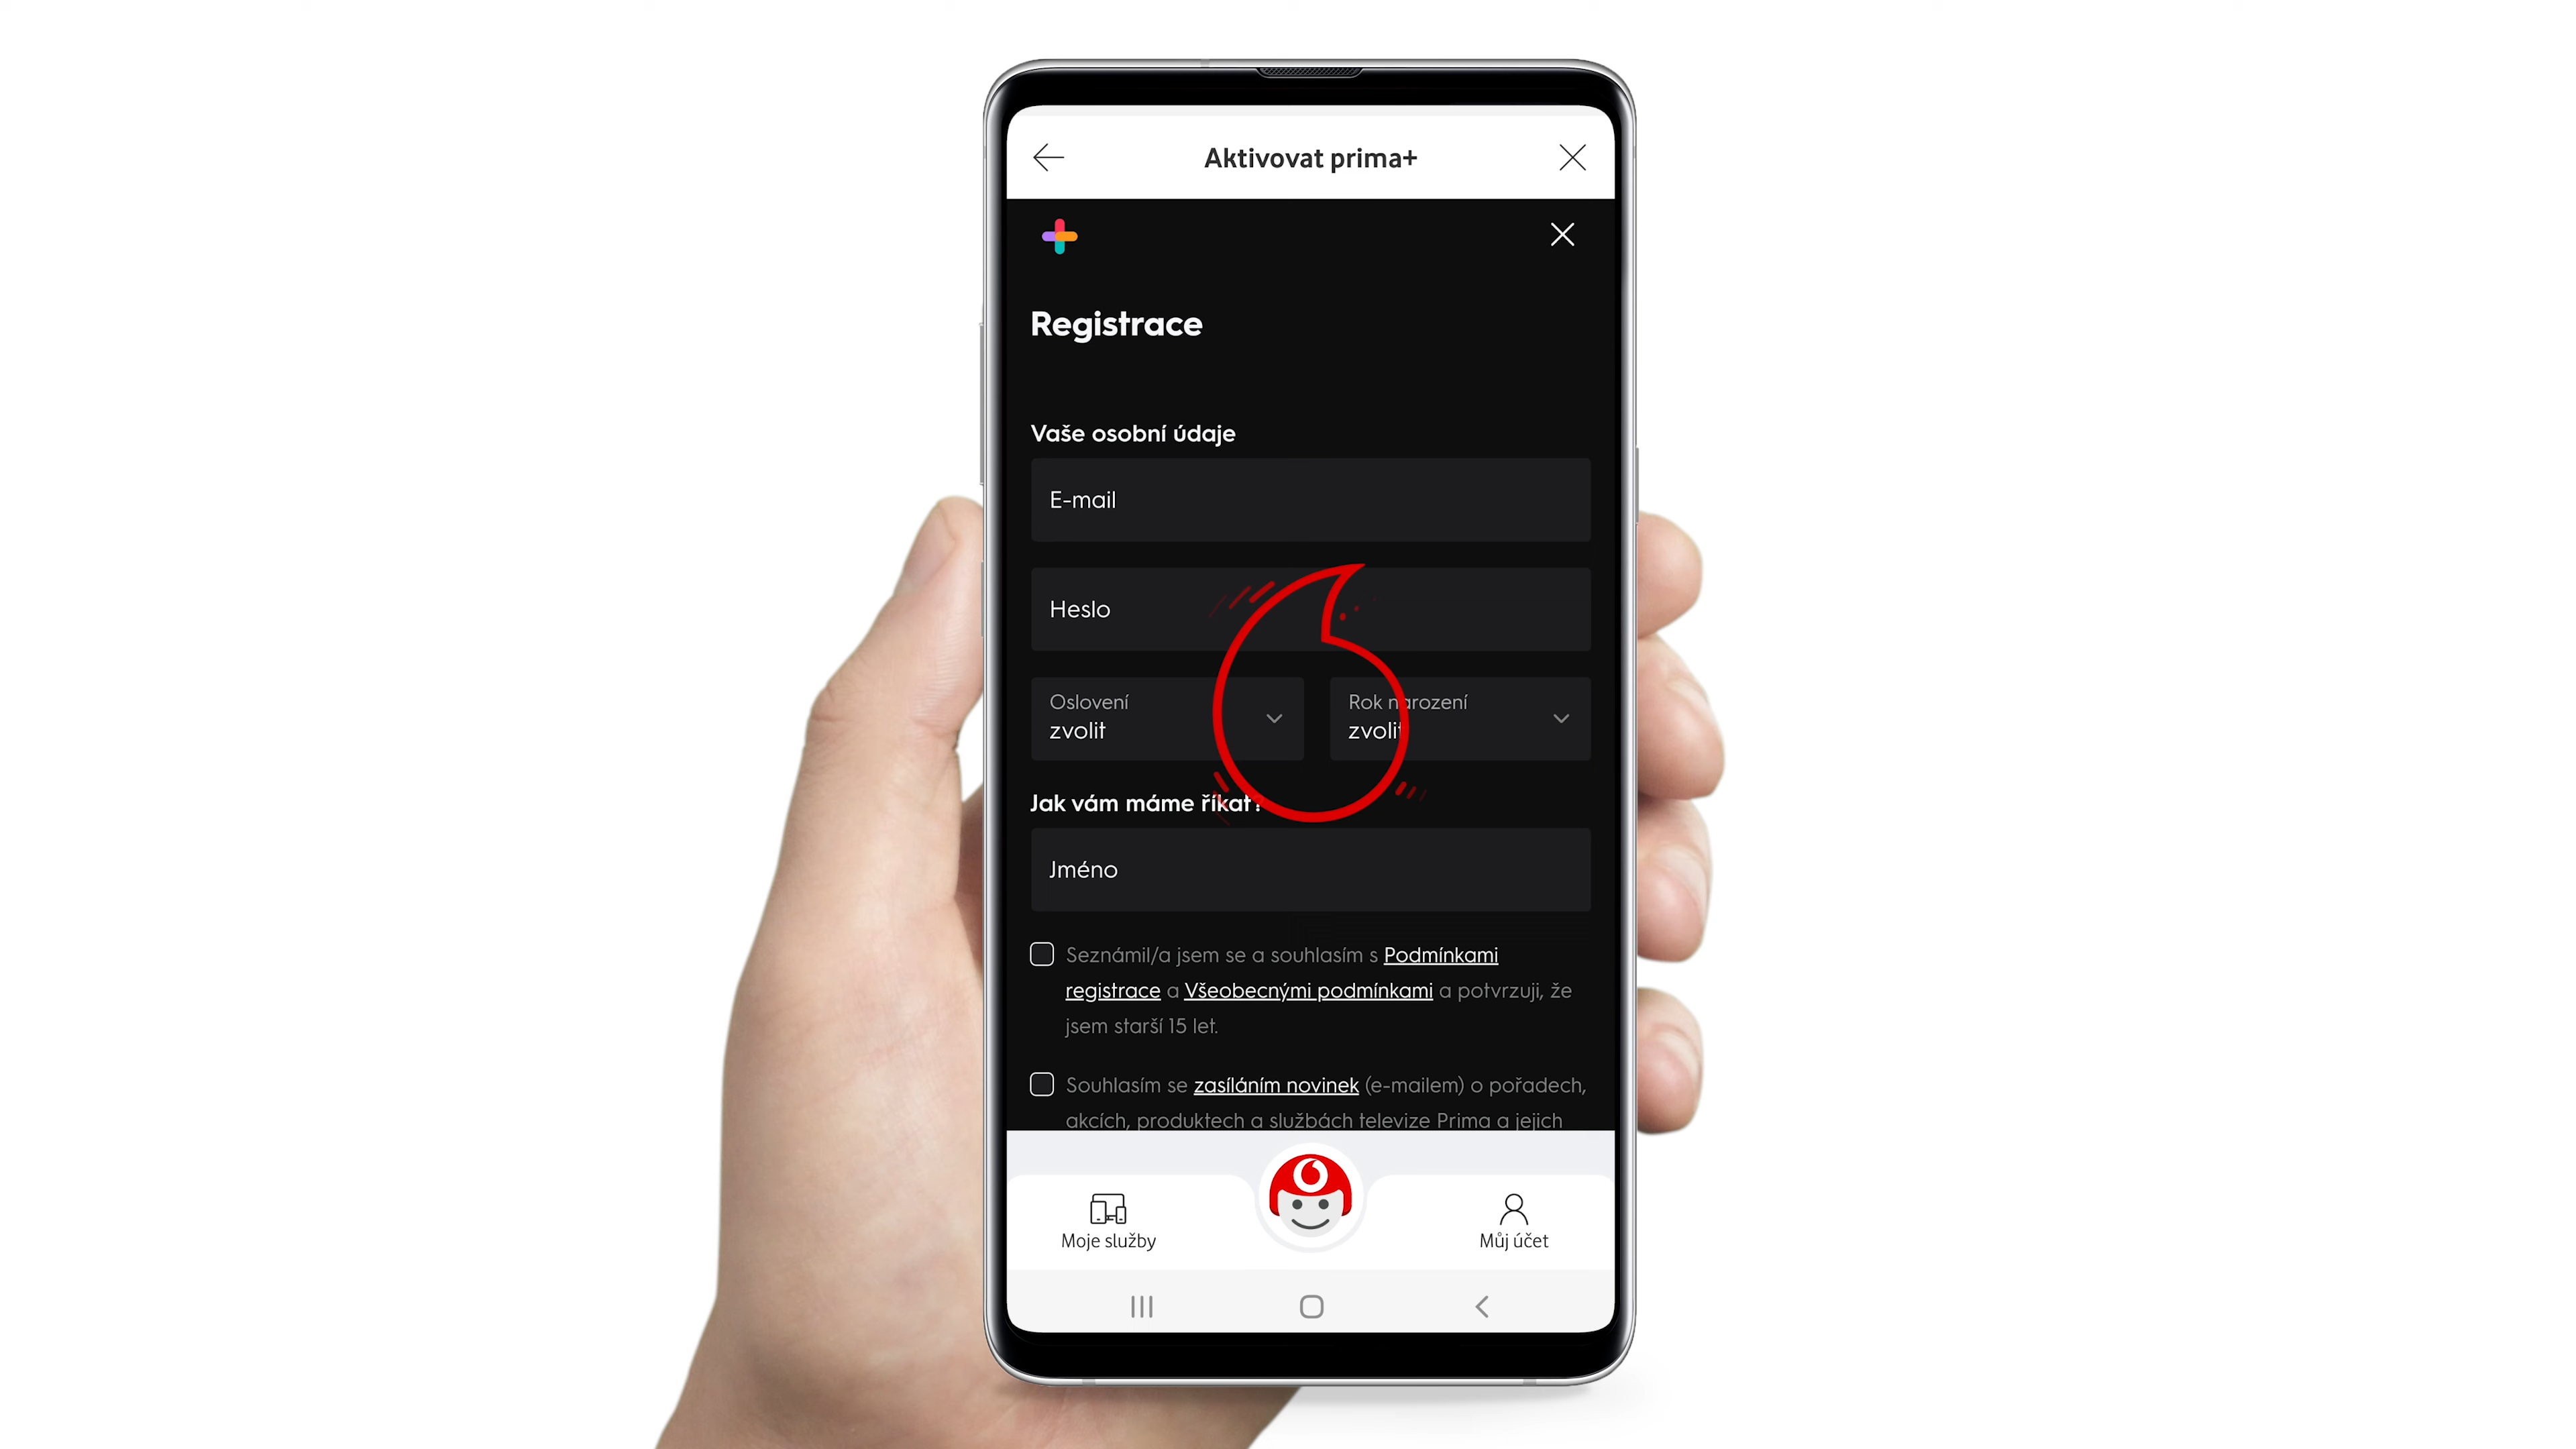 Aktivovat prima+
Registrace
Vaše osobní údaje
E-mail
Heslo
Oslovení
zvolit
Rok narození
zvolit
Jak vám máme říkat?
Jméno
Seznámil/a jsem se a souhlasím s Podmínkami
registrace a Všeobecnými podmínkami a potvrzuji, že
jsem starší 15 let.
Souhlasím se zasíláním novinek (e-mailem) o pořadech,
akcích, produktech a službách televize Prima a jejich
Moje služby
Můj účet